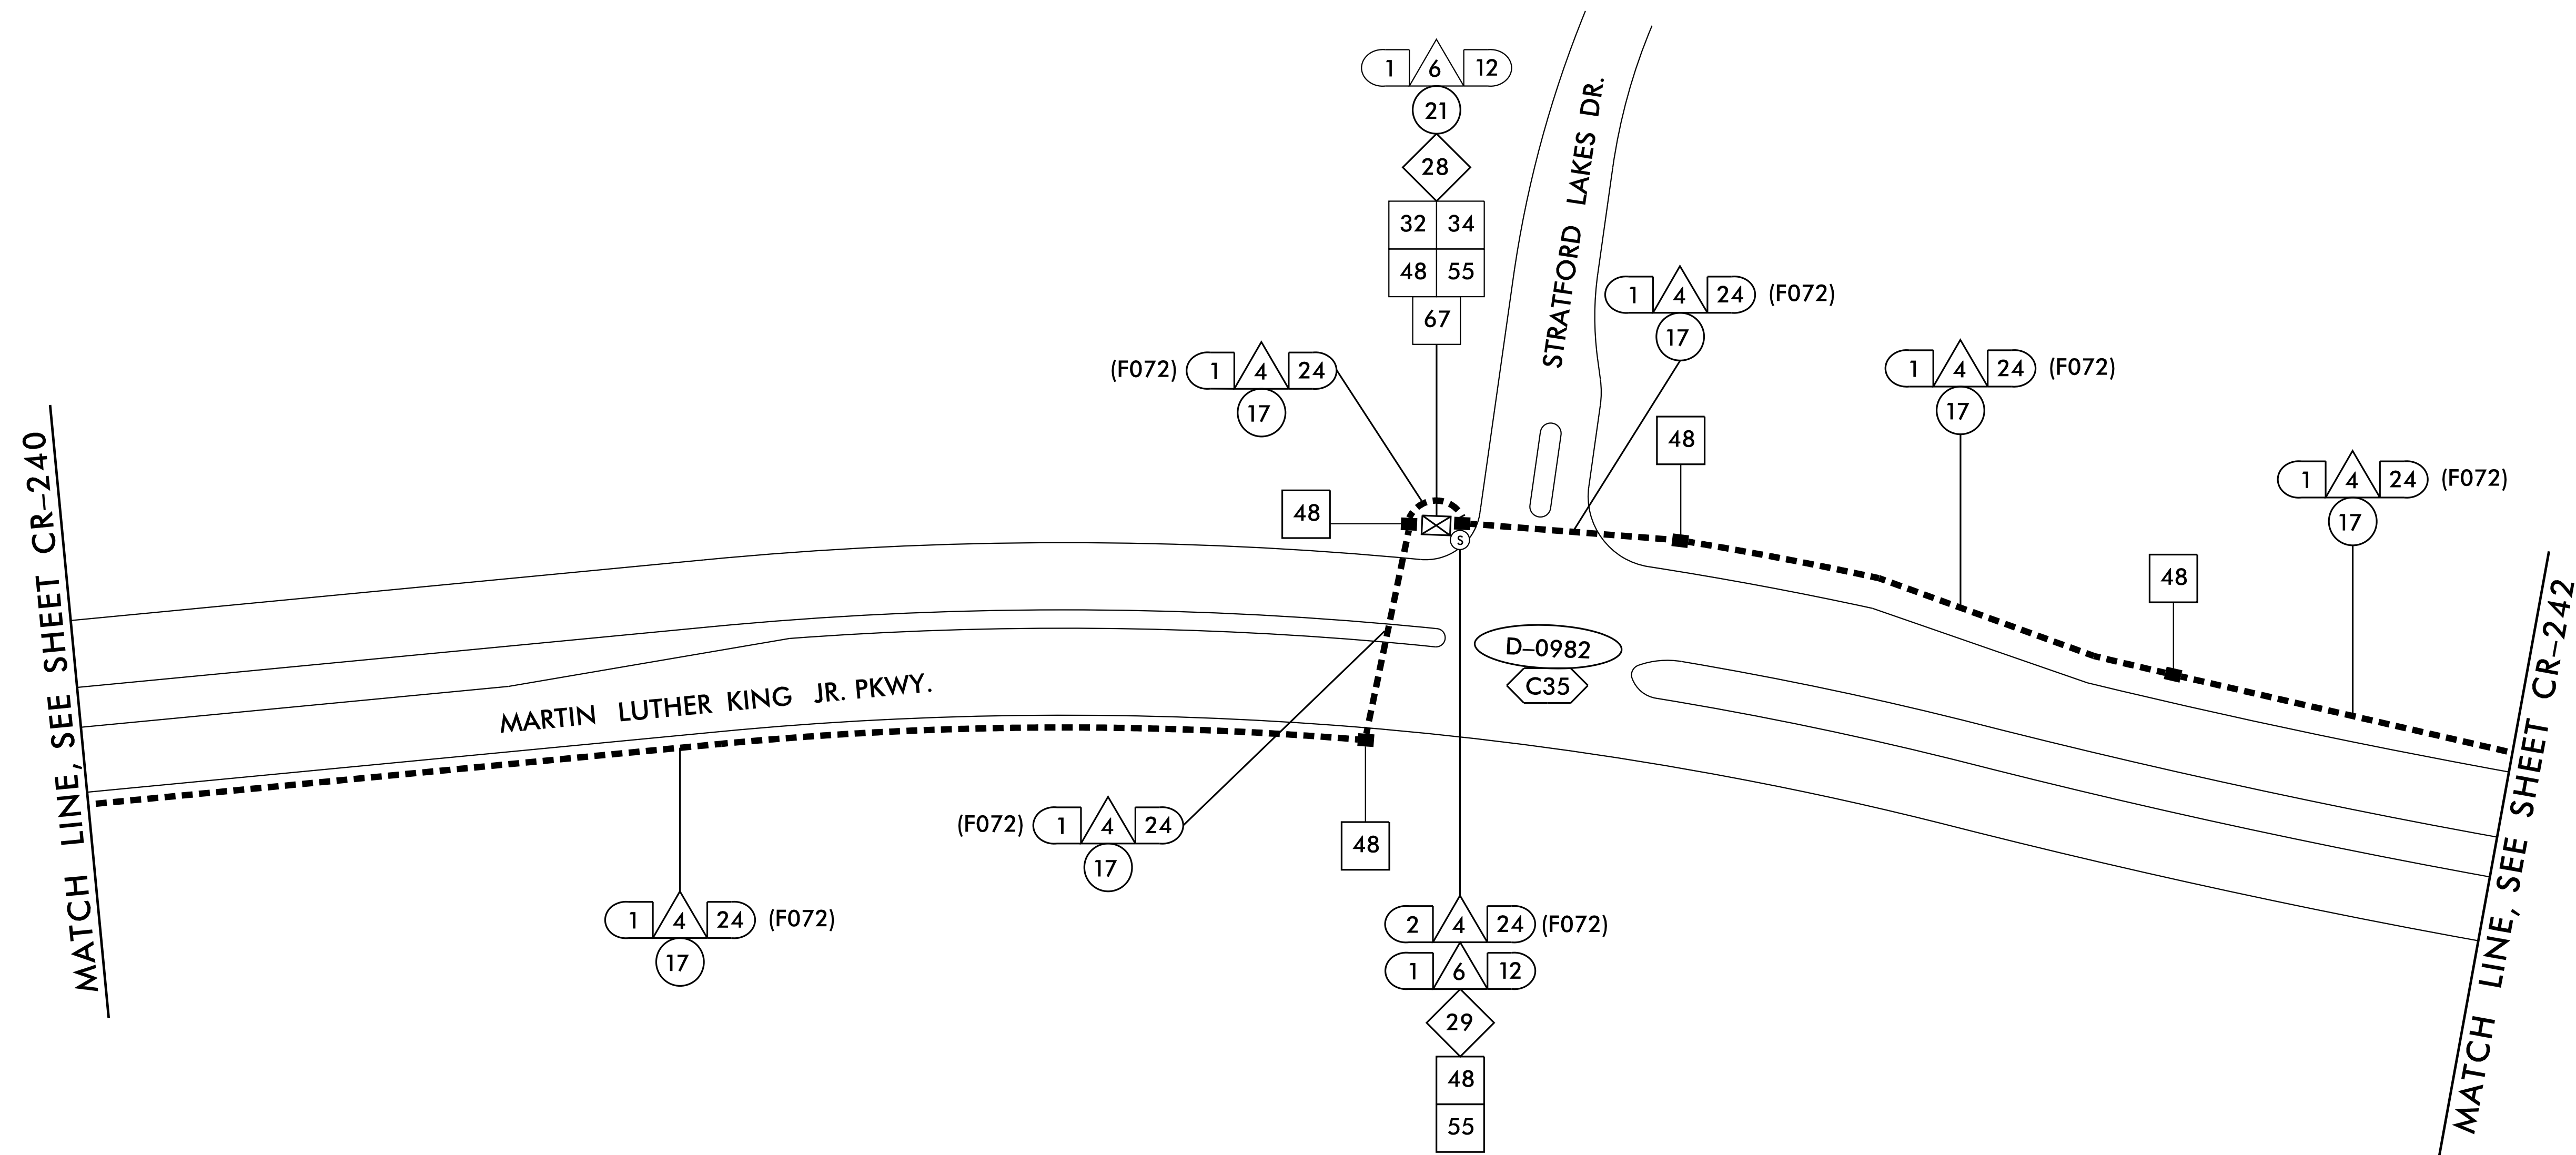 1 6 12
21
28
32 34
48 55
67
STRATFORD LAKES DR.
1 4 24 (F072)
17
(F072) 1 4 24
17
1 4 24 (F072)
17
48
1 4 24 (F072)
17
48
48
S
MATCH LINE, SEE SHEET CR-240
D-0982
C35
MARTIN LUTHER KING JR. PKWY.
MATCH LINE, SEE SHEET CR-242
(F072) 1 4 24
17
48
1 4 24 (F072)
17
2 4 24 (F072)
1 6 12
29
48
55